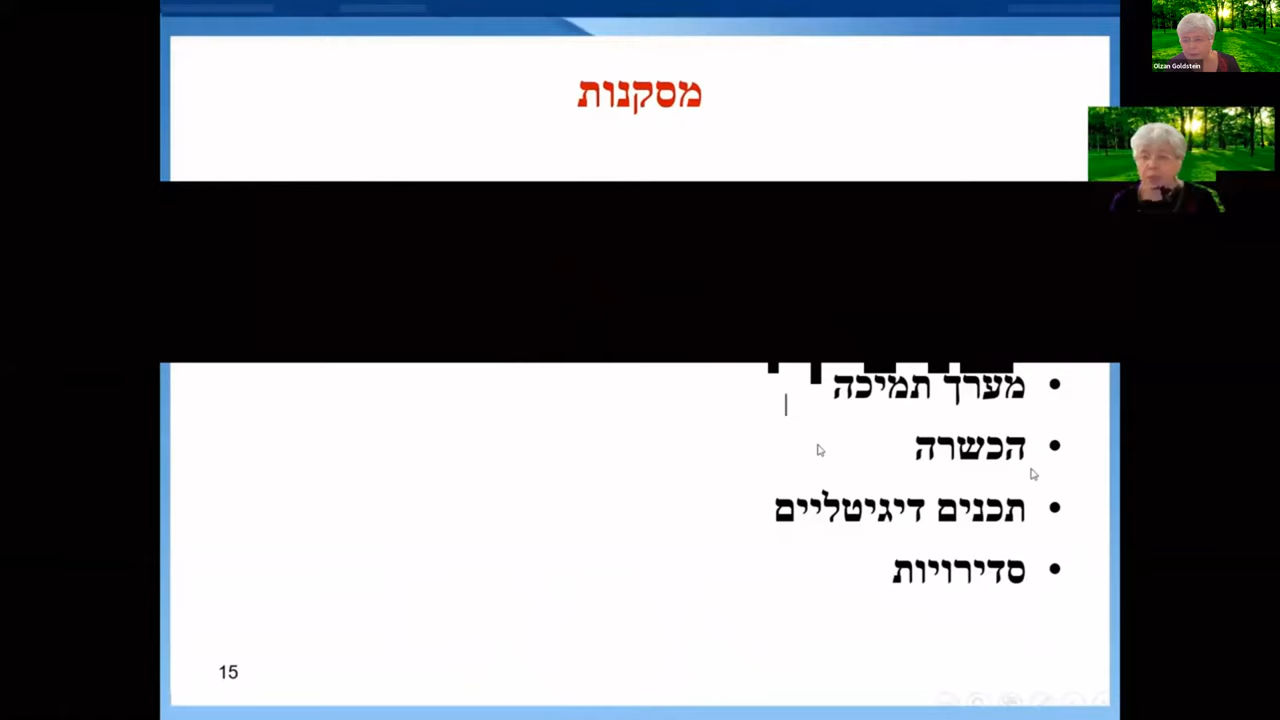 Olzan Goldstein
מסקנות
מערך תמיכה
הכשרה
תכנים דיגיטליים
סדירויות
15